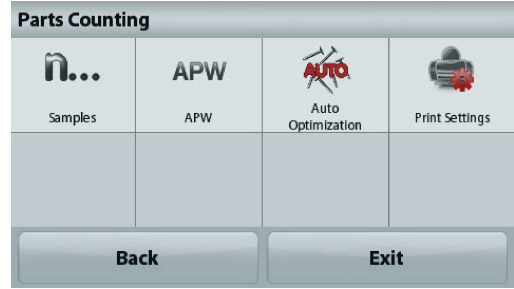 Parts Counting
n...
APW
AUTO
Samples
APW
Auto
Optimization
Print Settings
Back
Exit